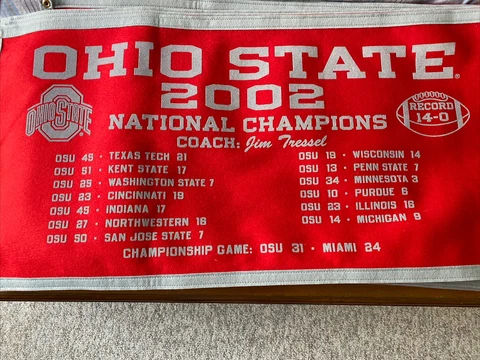 OHIO STATE®
2002
NATIONAL CHAMPIONS
COACH: Jim Tressel
OHIO STATE
RECORD
14-0
OSU 45 · TEXAS TECH 21
OSU 51 · KENT STATE 17
OSU 25 · WASHINGTON STATE 7
OSU 23 · CINCINNATI 19
OSU 45 · INDIANA 17
OSU 27 · NORTHWESTERN 16
OSU 50 · SAN JOSE STATE 7
OSU 19 · WISCONSIN 14
OSU 13 · PENN STATE 7
OSU 34 · MINNESOTA 3
OSU 10 · PURDUE 6
OSU 23 · ILLINOIS 16
OSU 14 · MICHIGAN 9
CHAMPIONSHIP GAME: OSU 31 · MIAMI 24